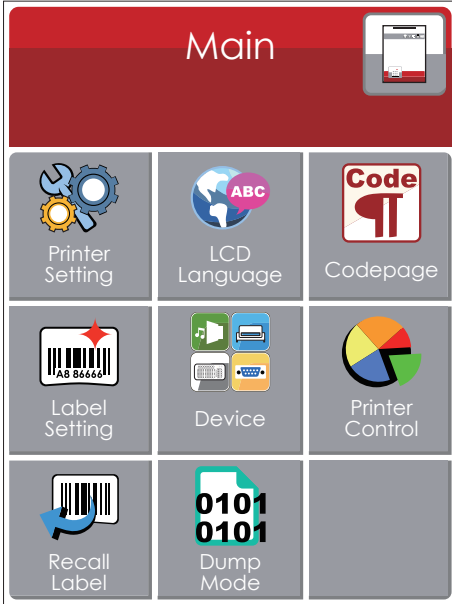 Main
Printer
Setting
ABC
LCD
Language
Code
Codepage
A8 86666
Label
Setting
Device
Printer
Control
Recall
Label
0101
0101
Dump
Mode